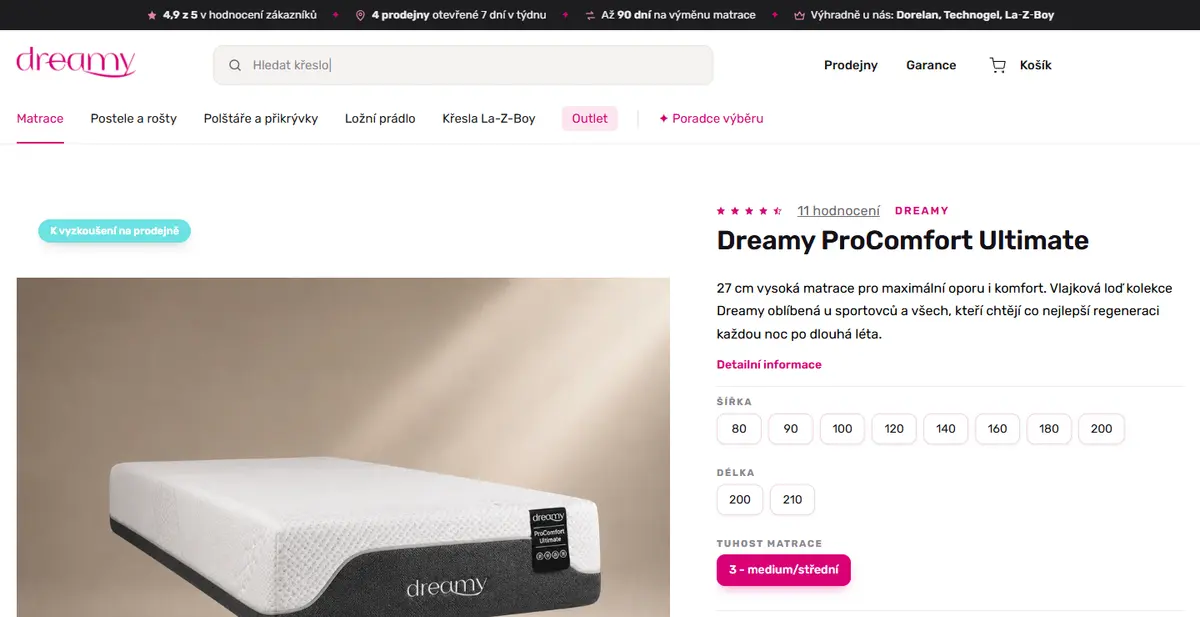 4,9 z 5 v hodnocení zákazníků
4 prodejny otevřené 7 dní v týdnu
Až 90 dní na výměnu matrace
Výhradně u nás: Dorelan, Technogel, La-Z-Boy
dreamy
Hledat křeslo
Prodejny
Garance
Košík
Matrace
Postele a rošty
Polštáře a přikrývky
Ložní prádlo
Křesla La-Z-Boy
Outlet
Poradce výběru
K vyzkoušení na prodejně
11 hodnocení
DREAMY
Dreamy ProComfort Ultimate
27 cm vysoká matrace pro maximální oporu i komfort. Vlajková loď kolekce
Dreamy oblíbená u sportovců a všech, kteří chtějí co nejlepší regeneraci
každou noc po dlouhá léta.
Detailní informace
ŠÍŘKA
80 90 100 120 140 160 180 200
DÉLKA
200 210
TUHOST MATRACE
3 - medium/střední
dreamy
ProComfort
Ultimate
dreamy